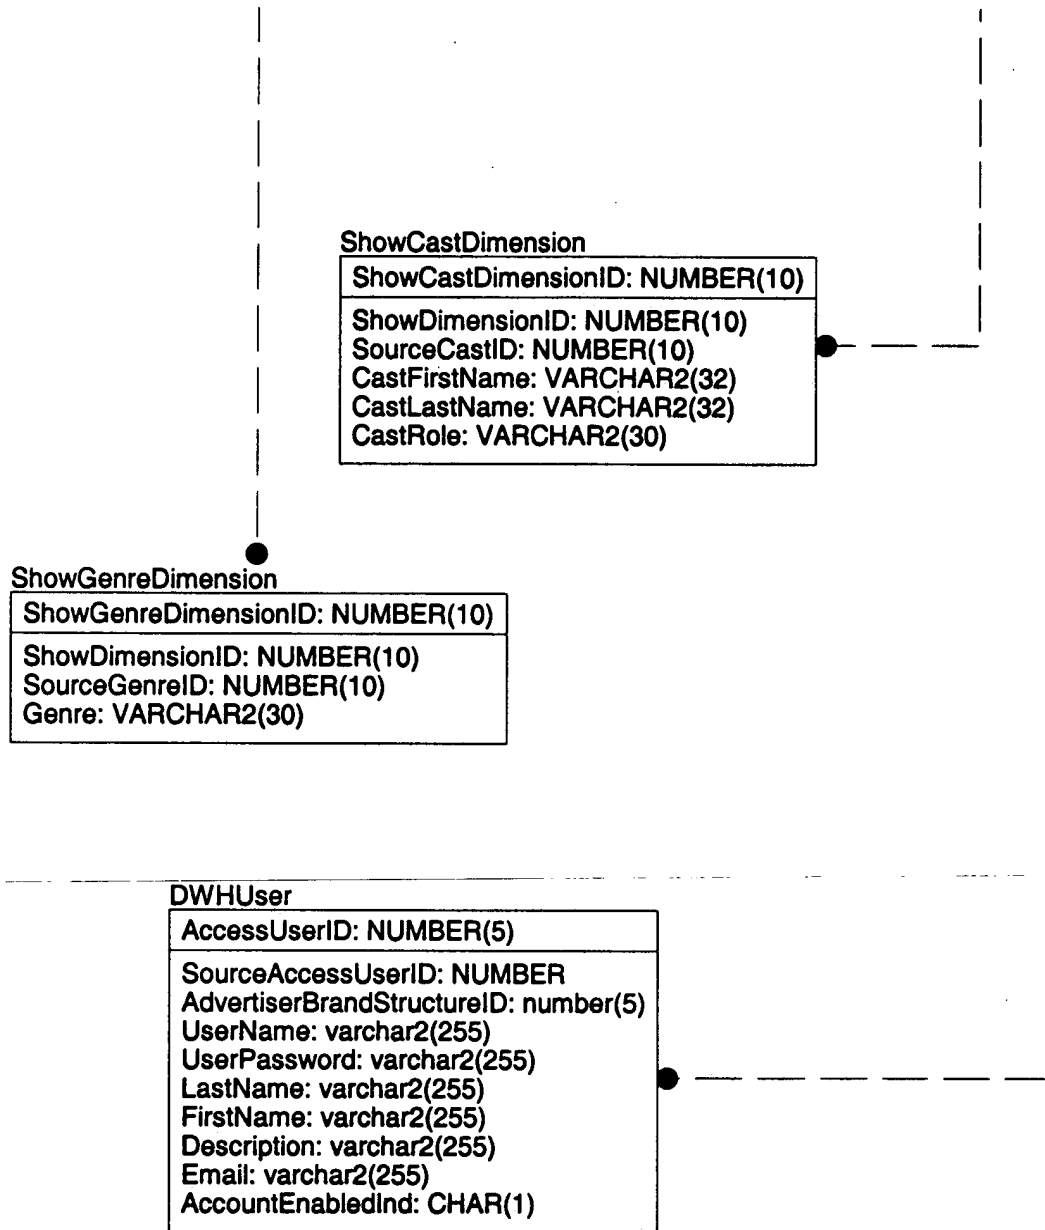 ShowCastDimension
ShowCastDimensionID: NUMBER(10)
ShowDimensionID: NUMBER(10)
SourceCastID: NUMBER(10)
CastFirstName: VARCHAR2(32)
CastLastName: VARCHAR2(32)
CastRole: VARCHAR2(30)
ShowGenreDimension
ShowGenreDimensionID: NUMBER(10)
ShowDimensionID: NUMBER(10)
SourceGenreID: NUMBER(10)
Genre: VARCHAR2(30)
DWHUser
AccessUserID: NUMBER(5)
SourceAccessUserID: NUMBER
AdvertiserBrandStructureID: number(5)
UserName: varchar2(255)
UserPassword: varchar2(255)
LastName: varchar2(255)
FirstName: varchar2(255)
Description: varchar2(255)
Email: varchar2(255)
AccountEnabledInd: CHAR(1)